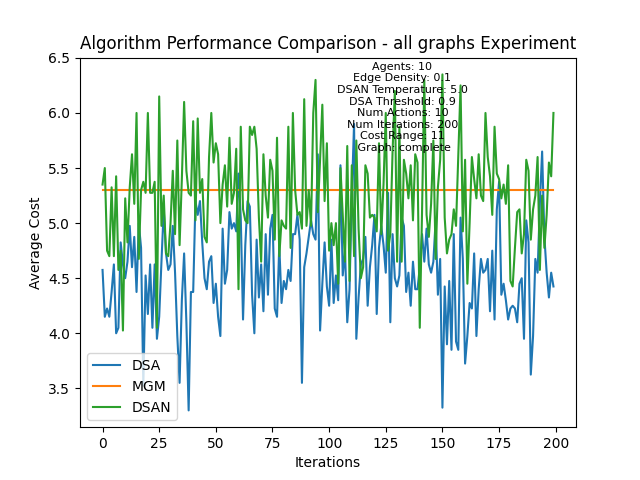 Algorithm Performance Comparison - all graphs Experiment
Agents: 10
Edge Density: 0.1
DSAN Temperature: 5.0
DSA Threshold: 0.9
Num Actions: 10
Num Iterations: 200
Cost Range: 11
Graph: complete
6.5
6.0
5.5
5.0
4.5
4.0
3.5
Average Cost
DSA
MGM
DSAN
0
25
50
75
100
125
150
175
200
Iterations